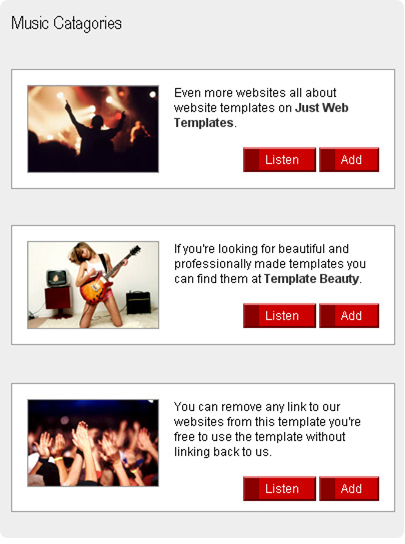 Music Catagories
Even more websites all about
website templates on Just Web
Templates.
Listen Add
If you're looking for beautiful and
professionally made templates you
can find them at Template Beauty.
Listen Add
You can remove any link to our
websites from this template you're
free to use the template without
linking back to us.
Listen Add